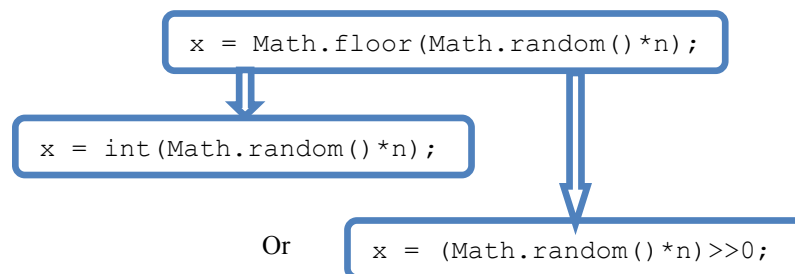 x = Math.floor(Math.random()*n);
x = int(Math.random()*n);
Or
x = (Math.random()*n)>>0;